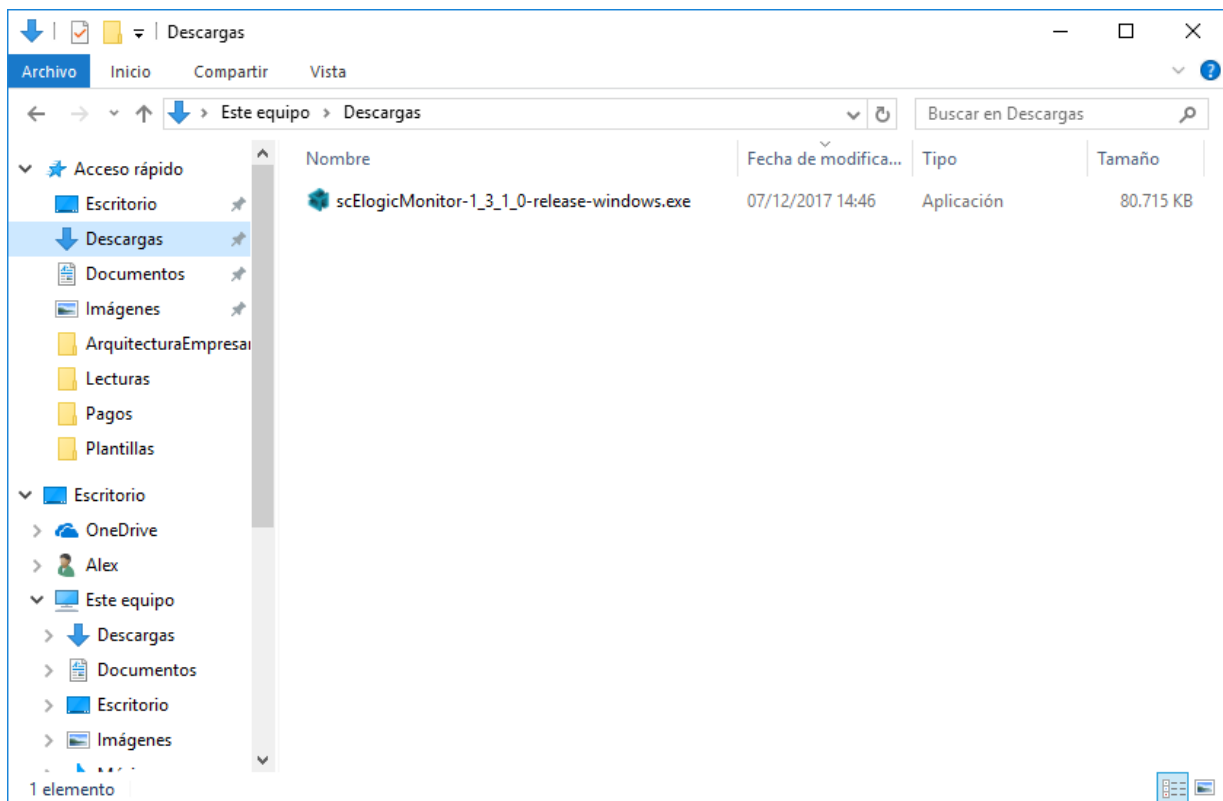 Descargas
Archivo Inicio Compartir Vista
Este equipo Descargas Buscar en Descargas
Nombre Fecha de modifica... Tipo Tamaño
scElogicMonitor-1_3_1_0-release-windows.exe 07/12/2017 14:46 Aplicación 80.715 KB
Acceso rápido
Escritorio
Descargas
Documentos
Imágenes
ArquitecturaEmpresa
Lecturas
Pagos
Plantillas
Escritorio
OneDrive
Alex
Este equipo
Descargas
Documentos
Escritorio
Imágenes
1 elemento